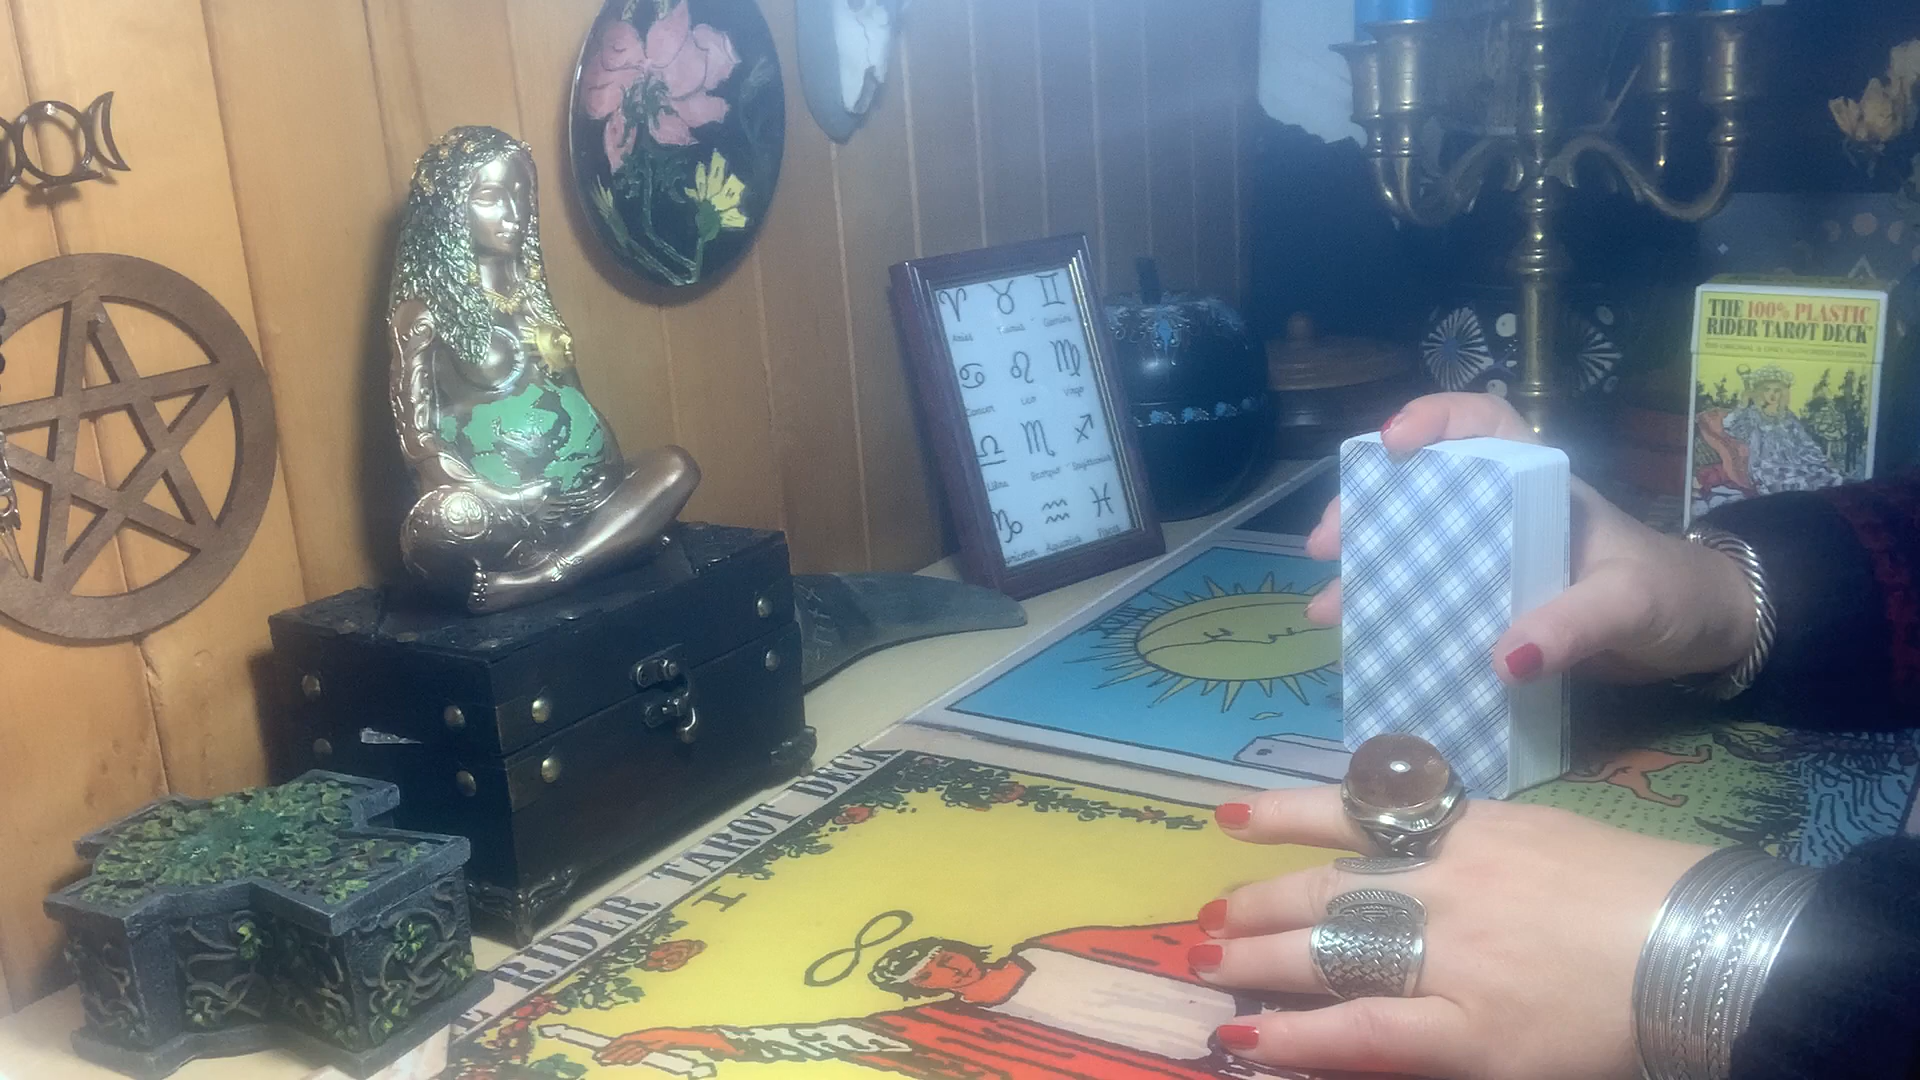 Aries Taurus Gemini
Cancer Leo Virgo
Libra Scorpio Sagittarius
Capricorn Aquarius Pisces
THE 100% PLASTIC
RIDER TAROT DECK
RIDER TAROT DECK
I